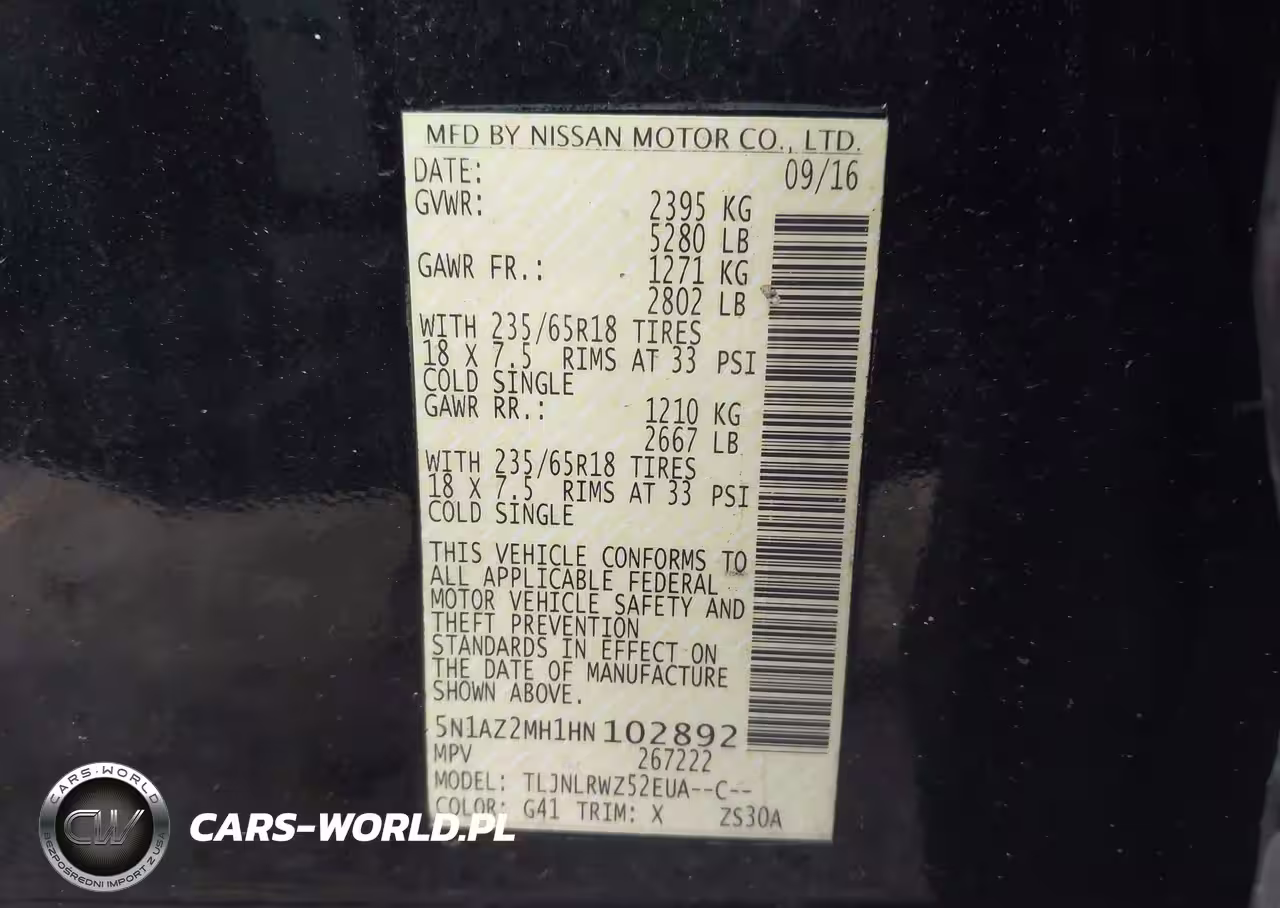 MFD BY NISSAN MOTOR CO., LTD.
DATE: 09/16
GVWR: 2395 KG
5280 LB
GAWR FR.: 1271 KG
2802 LB
WITH 235/65R18 TIRES
18 X 7.5 RIMS AT 33 PSI
COLD SINGLE
GAWR RR.: 1210 KG
2667 LB
WITH 235/65R18 TIRES
18 X 7.5 RIMS AT 33 PSI
COLD SINGLE
THIS VEHICLE CONFORMS TO
ALL APPLICABLE FEDERAL
MOTOR VEHICLE SAFETY AND
THEFT PREVENTION
STANDARDS IN EFFECT ON
THE DATE OF MANUFACTURE
SHOWN ABOVE.
5N1AZ2MH1HN102892
MPV 267222
MODEL: TLJNLRWZ52EUA--C--
COLOR: G41 TRIM: X ZS30A
CARS-WORLD
CW
BEZPOŚREDNI IMPORT Z USA
CARS-WORLD.PL